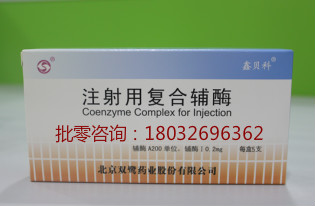 鑫贝科
注射用复合辅酶
Coenzyme Complex for Injection
批零咨询：18032696362
辅酶A200单位，辅酶Ⅰ0.2mg 每盒5支
北京双鹭药业股份有限公司